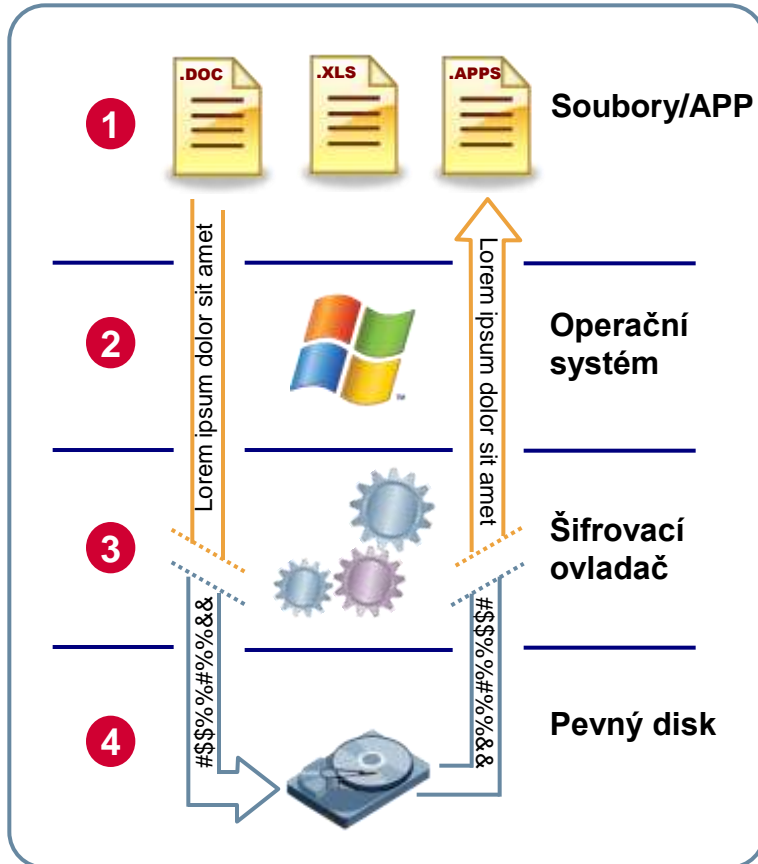 .DOC
.XLS
.APPS
1
Soubory/APP
Lorem ipsum dolor sit amet
Lorem ipsum dolor sit amet
2
Operační
systém
TM
3
Šifrovací
ovladač
#$$%%#%%&&
#$$%%#%%&&
4
Pevný disk